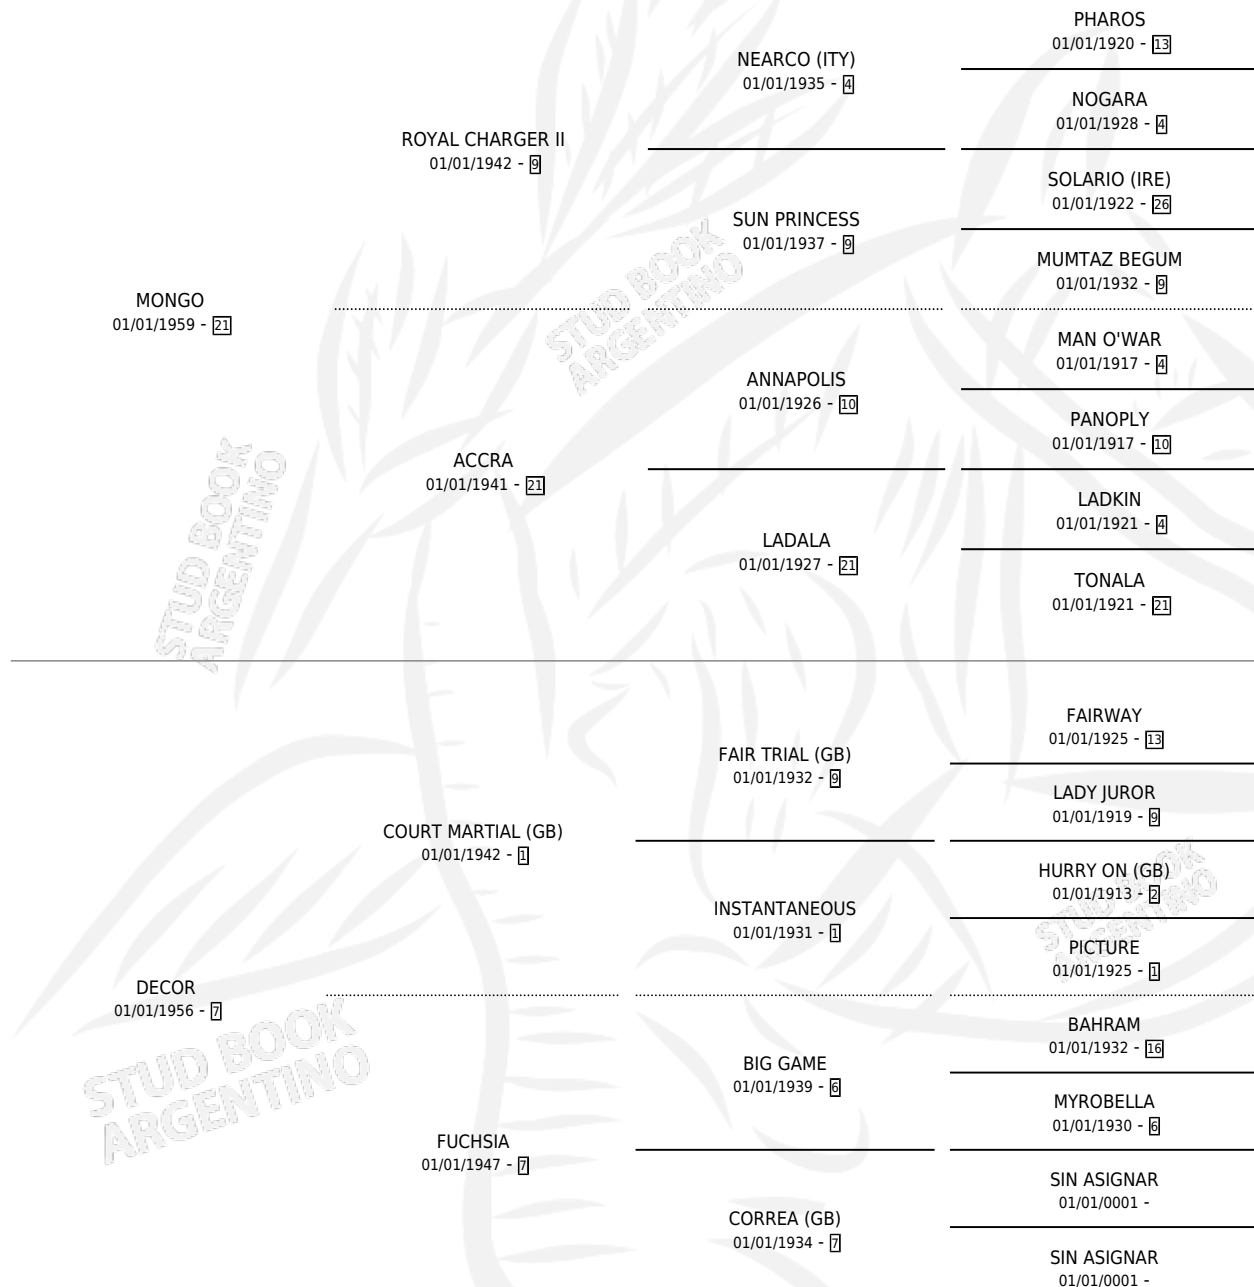 PHAROS
01/01/1920 - 13
NEARCO (ITY)
01/01/1935 - 4
NOGARA
01/01/1928 - 4
ROYAL CHARGER II
01/01/1942 - 9
SOLARIO (IRE)
01/01/1922 - 26
SUN PRINCESS
01/01/1937 - 9
MUMTAZ BEGUM
01/01/1932 - 9
MONGO
01/01/1959 - 21
STUD BOOK
ARGENTINO
MAN O'WAR
01/01/1917 - 4
ANNAPOLIS
01/01/1926 - 10
PANOPLY
01/01/1917 - 10
ACCRA
01/01/1941 - 21
LADKIN
01/01/1921 - 4
LADALA
01/01/1927 - 21
TONALA
01/01/1921 - 21
STUD BOOK
ARGENTINO
FAIRWAY
01/01/1925 - 13
FAIR TRIAL (GB)
01/01/1932 - 9
LADY JUROR
01/01/1919 - 9
COURT MARTIAL (GB)
01/01/1942 - 1
HURRY ON (GB)
01/01/1913 - 2
INSTANTANEOUS
01/01/1931 - 1
PICTURE
01/01/1925 - 1
STUD BOOK
ARGENTINO
DECOR
01/01/1956 - 7
BAHRAM
01/01/1932 - 16
BIG GAME
01/01/1939 - 6
MYROBELLA
01/01/1930 - 6
STUD BOOK
ARGENTINO
FUCHSIA
01/01/1947 - 7
SIN ASIGNAR
01/01/0001 -
CORREA (GB)
01/01/1934 - 7
SIN ASIGNAR
01/01/0001 -